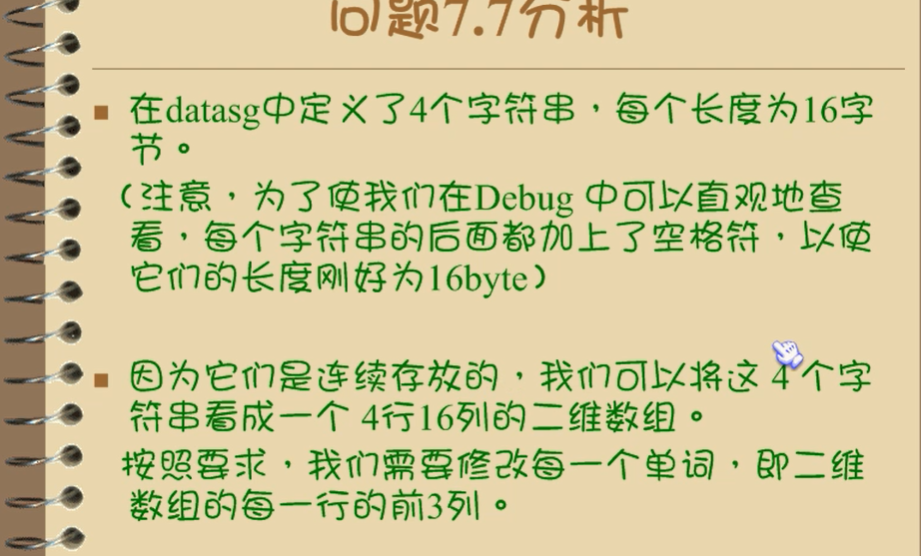 问题7.7分析
在datasg中定义了4个字符串，每个长度为16字
节。
（注意，为了使我们在Debug 中可以直观地查
看，每个字符串的后面都加上了空格符，以使
它们的长度刚好为16byte）
因为它们是连续存放的，我们可以将这 4 个字
符串看成一个 4行16列的二维数组。
按照要求，我们需要修改每一个单词，即二维
数组的每一行的前3列。